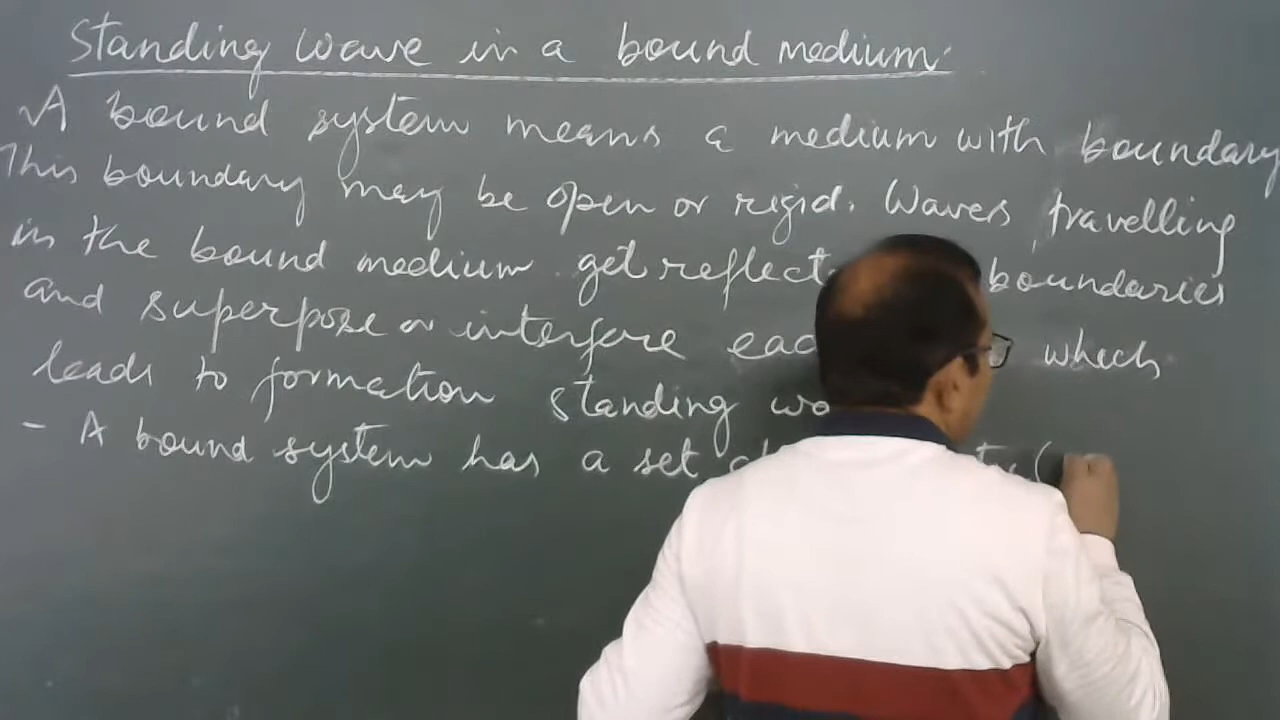 Standing wave in a bound medium.
A bound system means a medium with boundary
This boundary may be open or rigid. Waves travelling
in the bound medium get reflect boundaries
and superpose or interfere which
leads to formation standing
- A bound system has a set